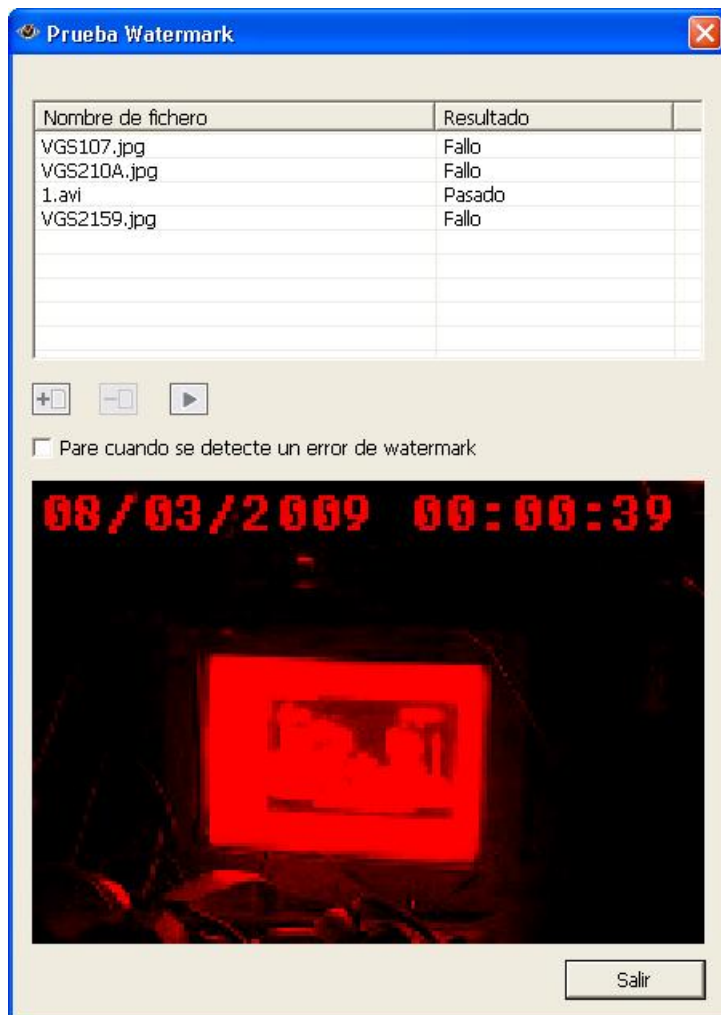 Prueba Watermark
Nombre de fichero Resultado
VGS107.jpg Fallo
VGS210A.jpg Fallo
1.avi Pasado
VGS2159.jpg Fallo
Pare cuando se detecte un error de watermark
08/03/2009 00:00:39
Salir